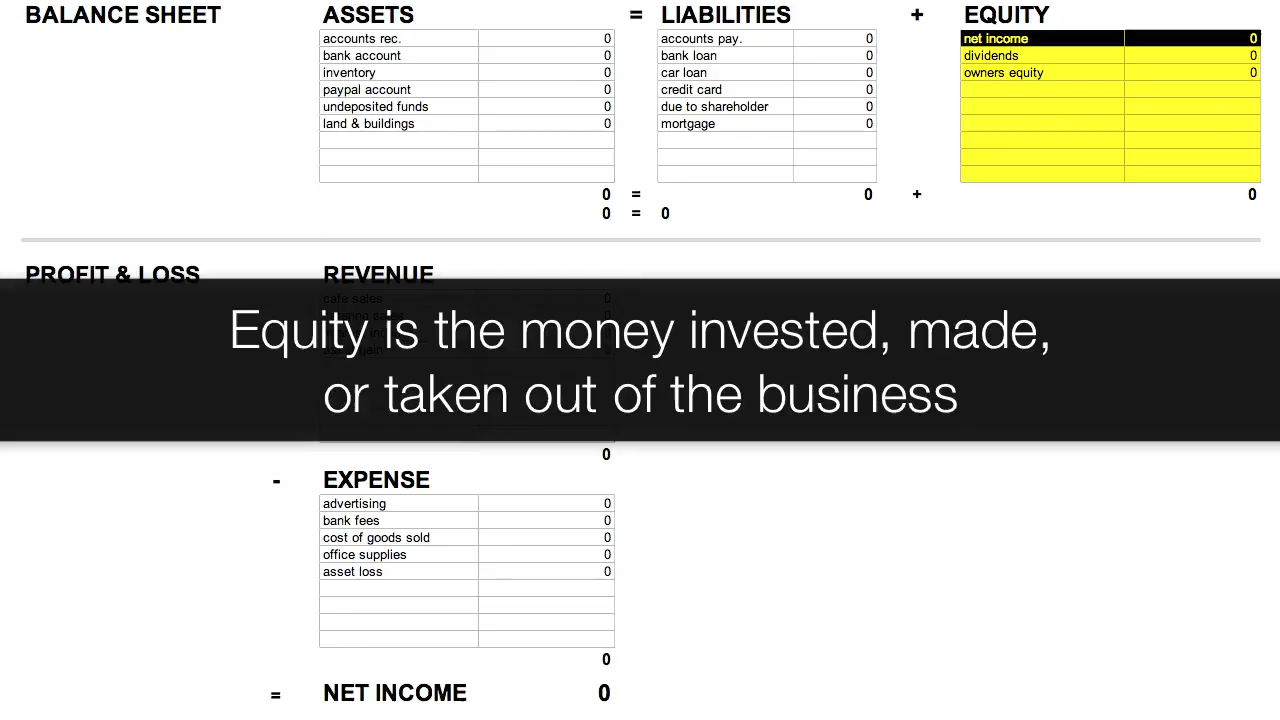 BALANCE SHEET ASSETS = LIABILITIES + EQUITY
accounts rec. 0 accounts pay. 0 net income 0
bank account 0 bank loan 0 dividends 0
inventory 0 car loan 0 owners equity 0
paypal account 0 credit card 0
undeposited funds 0 due to shareholder 0
land & buildings 0 mortgage 0
0 = 0 + 0
0 = 0
PROFIT & LOSS REVENUE
cafe sales 0
Equity is the money invested, made,
or taken out of the business
0
- EXPENSE
advertising 0
bank fees 0
cost of goods sold 0
office supplies 0
asset loss 0
0
= NET INCOME 0